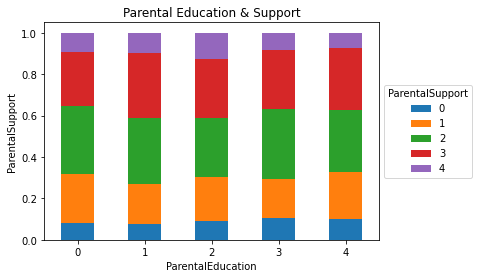 Parental Education & Support
1.0
0.8
0.6
0.4
0.2
0.0
ParentalSupport
0 1 2 3 4
ParentalEducation
ParentalSupport
0
1
2
3
4